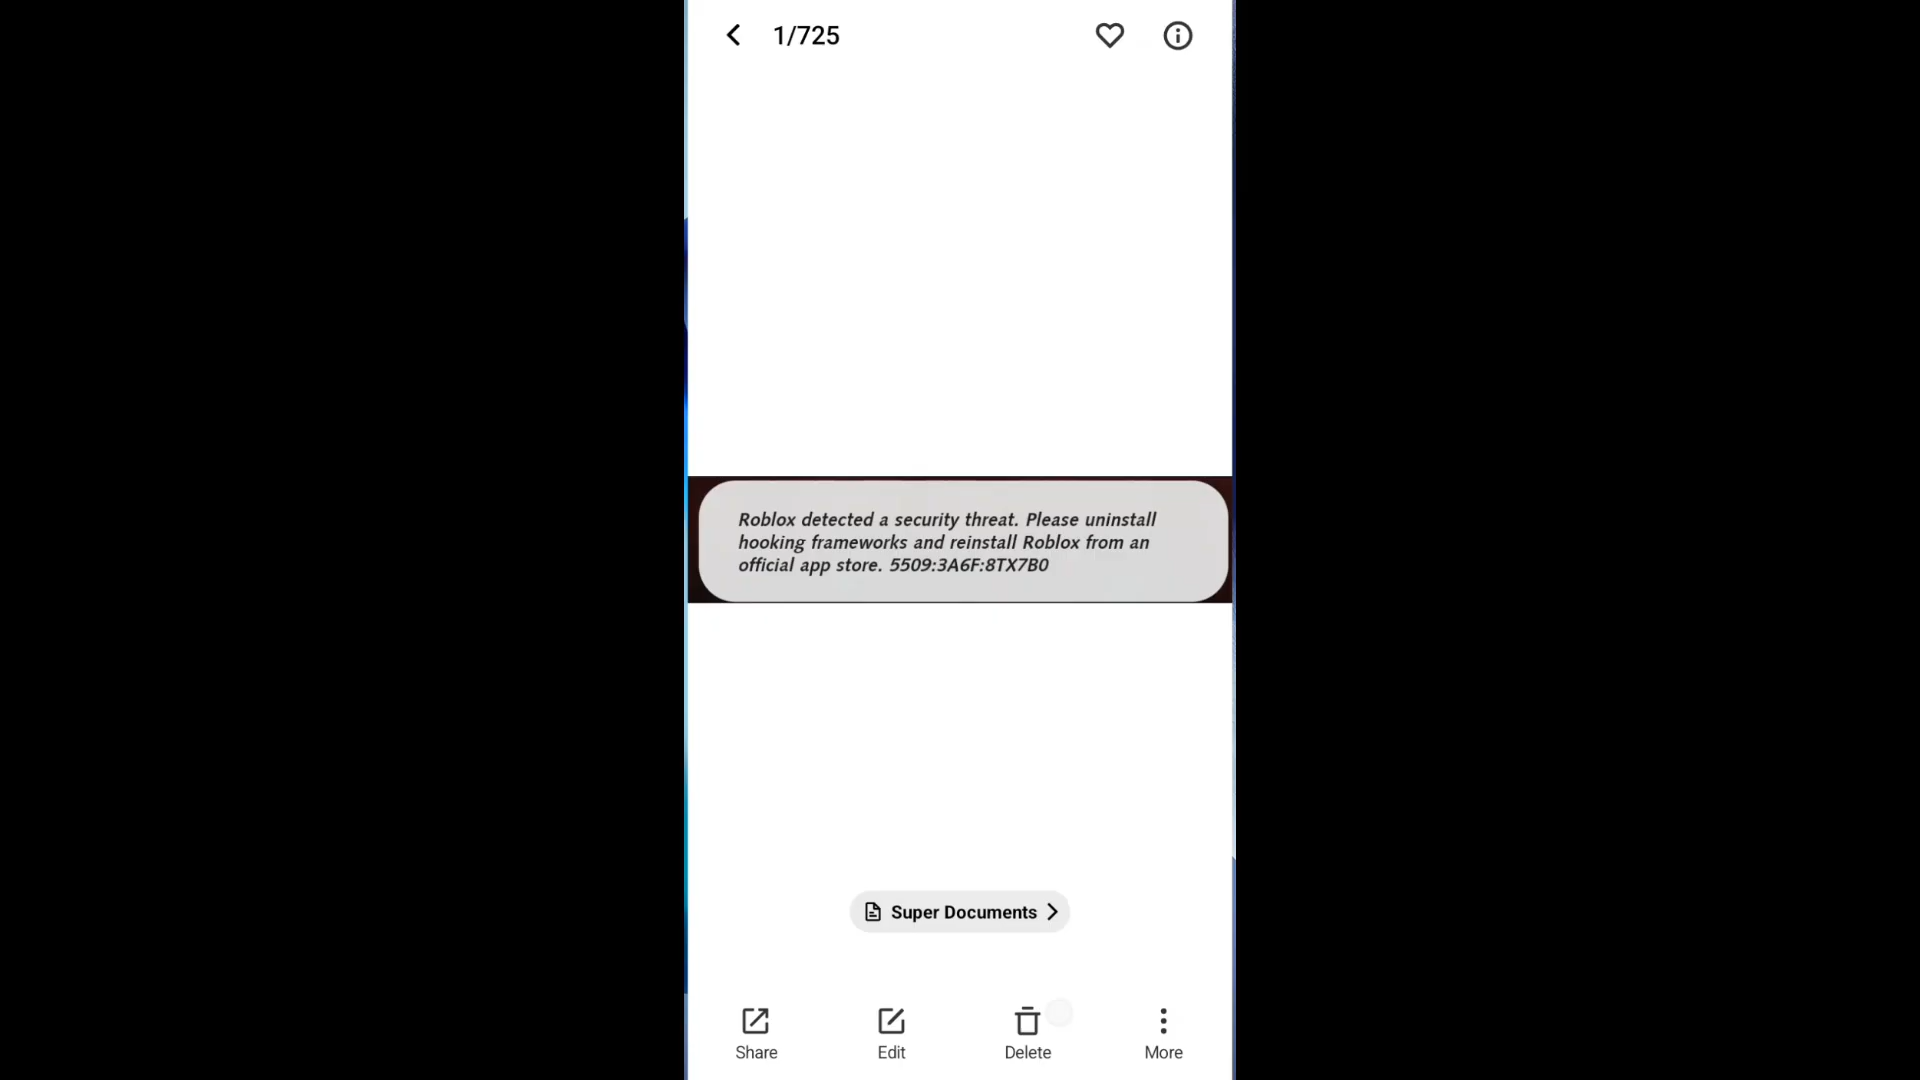 1/725
Roblox detected a security threat. Please uninstall
hooking frameworks and reinstall Roblox from an
official app store. 5509:3A6F:8TX7B0
Super Documents
Share
Edit
Delete
More